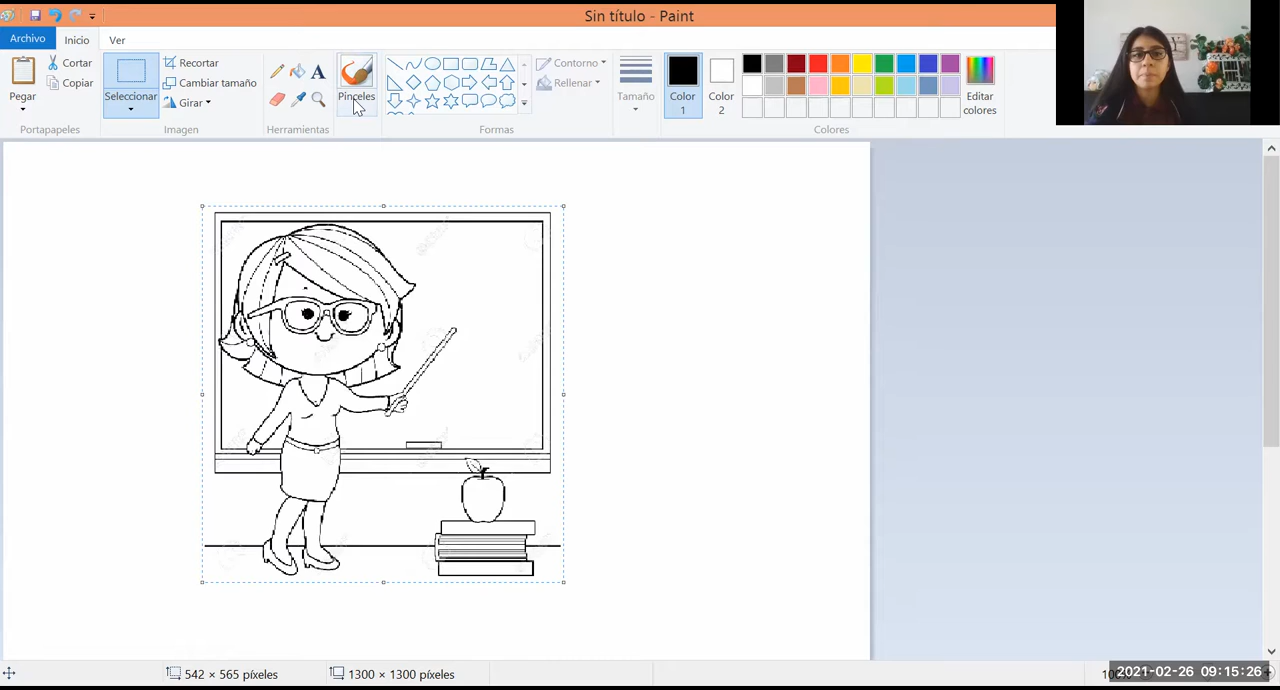 Sin título - Paint
Archivo
Inicio
Ver
Pegar
Cortar
Copiar
Portapapeles
Seleccionar
Recortar
Cambiar tamaño
Girar
Imagen
A
Herramientas
Pinceles
Formas
Contorno
Rellenar
Tamaño
Color
1
Color
2
Editar
colores
Colores
542 × 565 píxeles
1300 × 1300 píxeles
2021-02-26 09:15:26